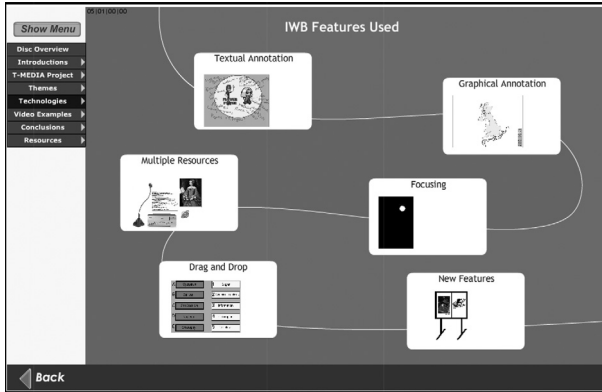 05|01|00|00
Show Menu
IWB Features Used
Disc Overview
Introductions
T-MEDIA Project
Themes
Technologies
Video Examples
Conclusions
Resources
Textual Annotation
Graphical Annotation
Multiple Resources
Focusing
Drag and Drop
New Features
Back